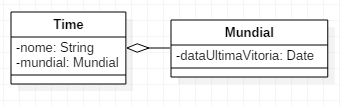 Time
-nome: String
-mundial: Mundial
Mundial
-dataUltimaVitoria: Date